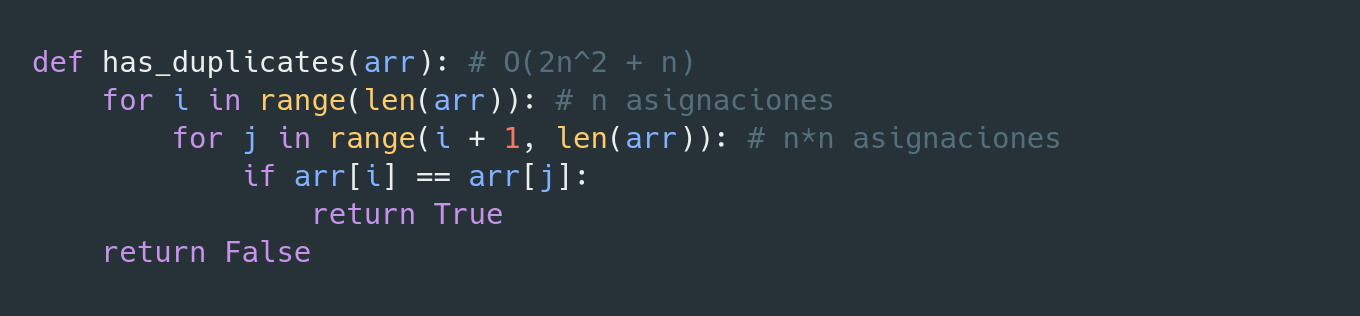 def has_duplicates(arr): # O(2n^2 + n)
    for i in range(len(arr)): # n asignaciones
        for j in range(i + 1, len(arr)): # n*n asignaciones
            if arr[i] == arr[j]:
                return True
    return False